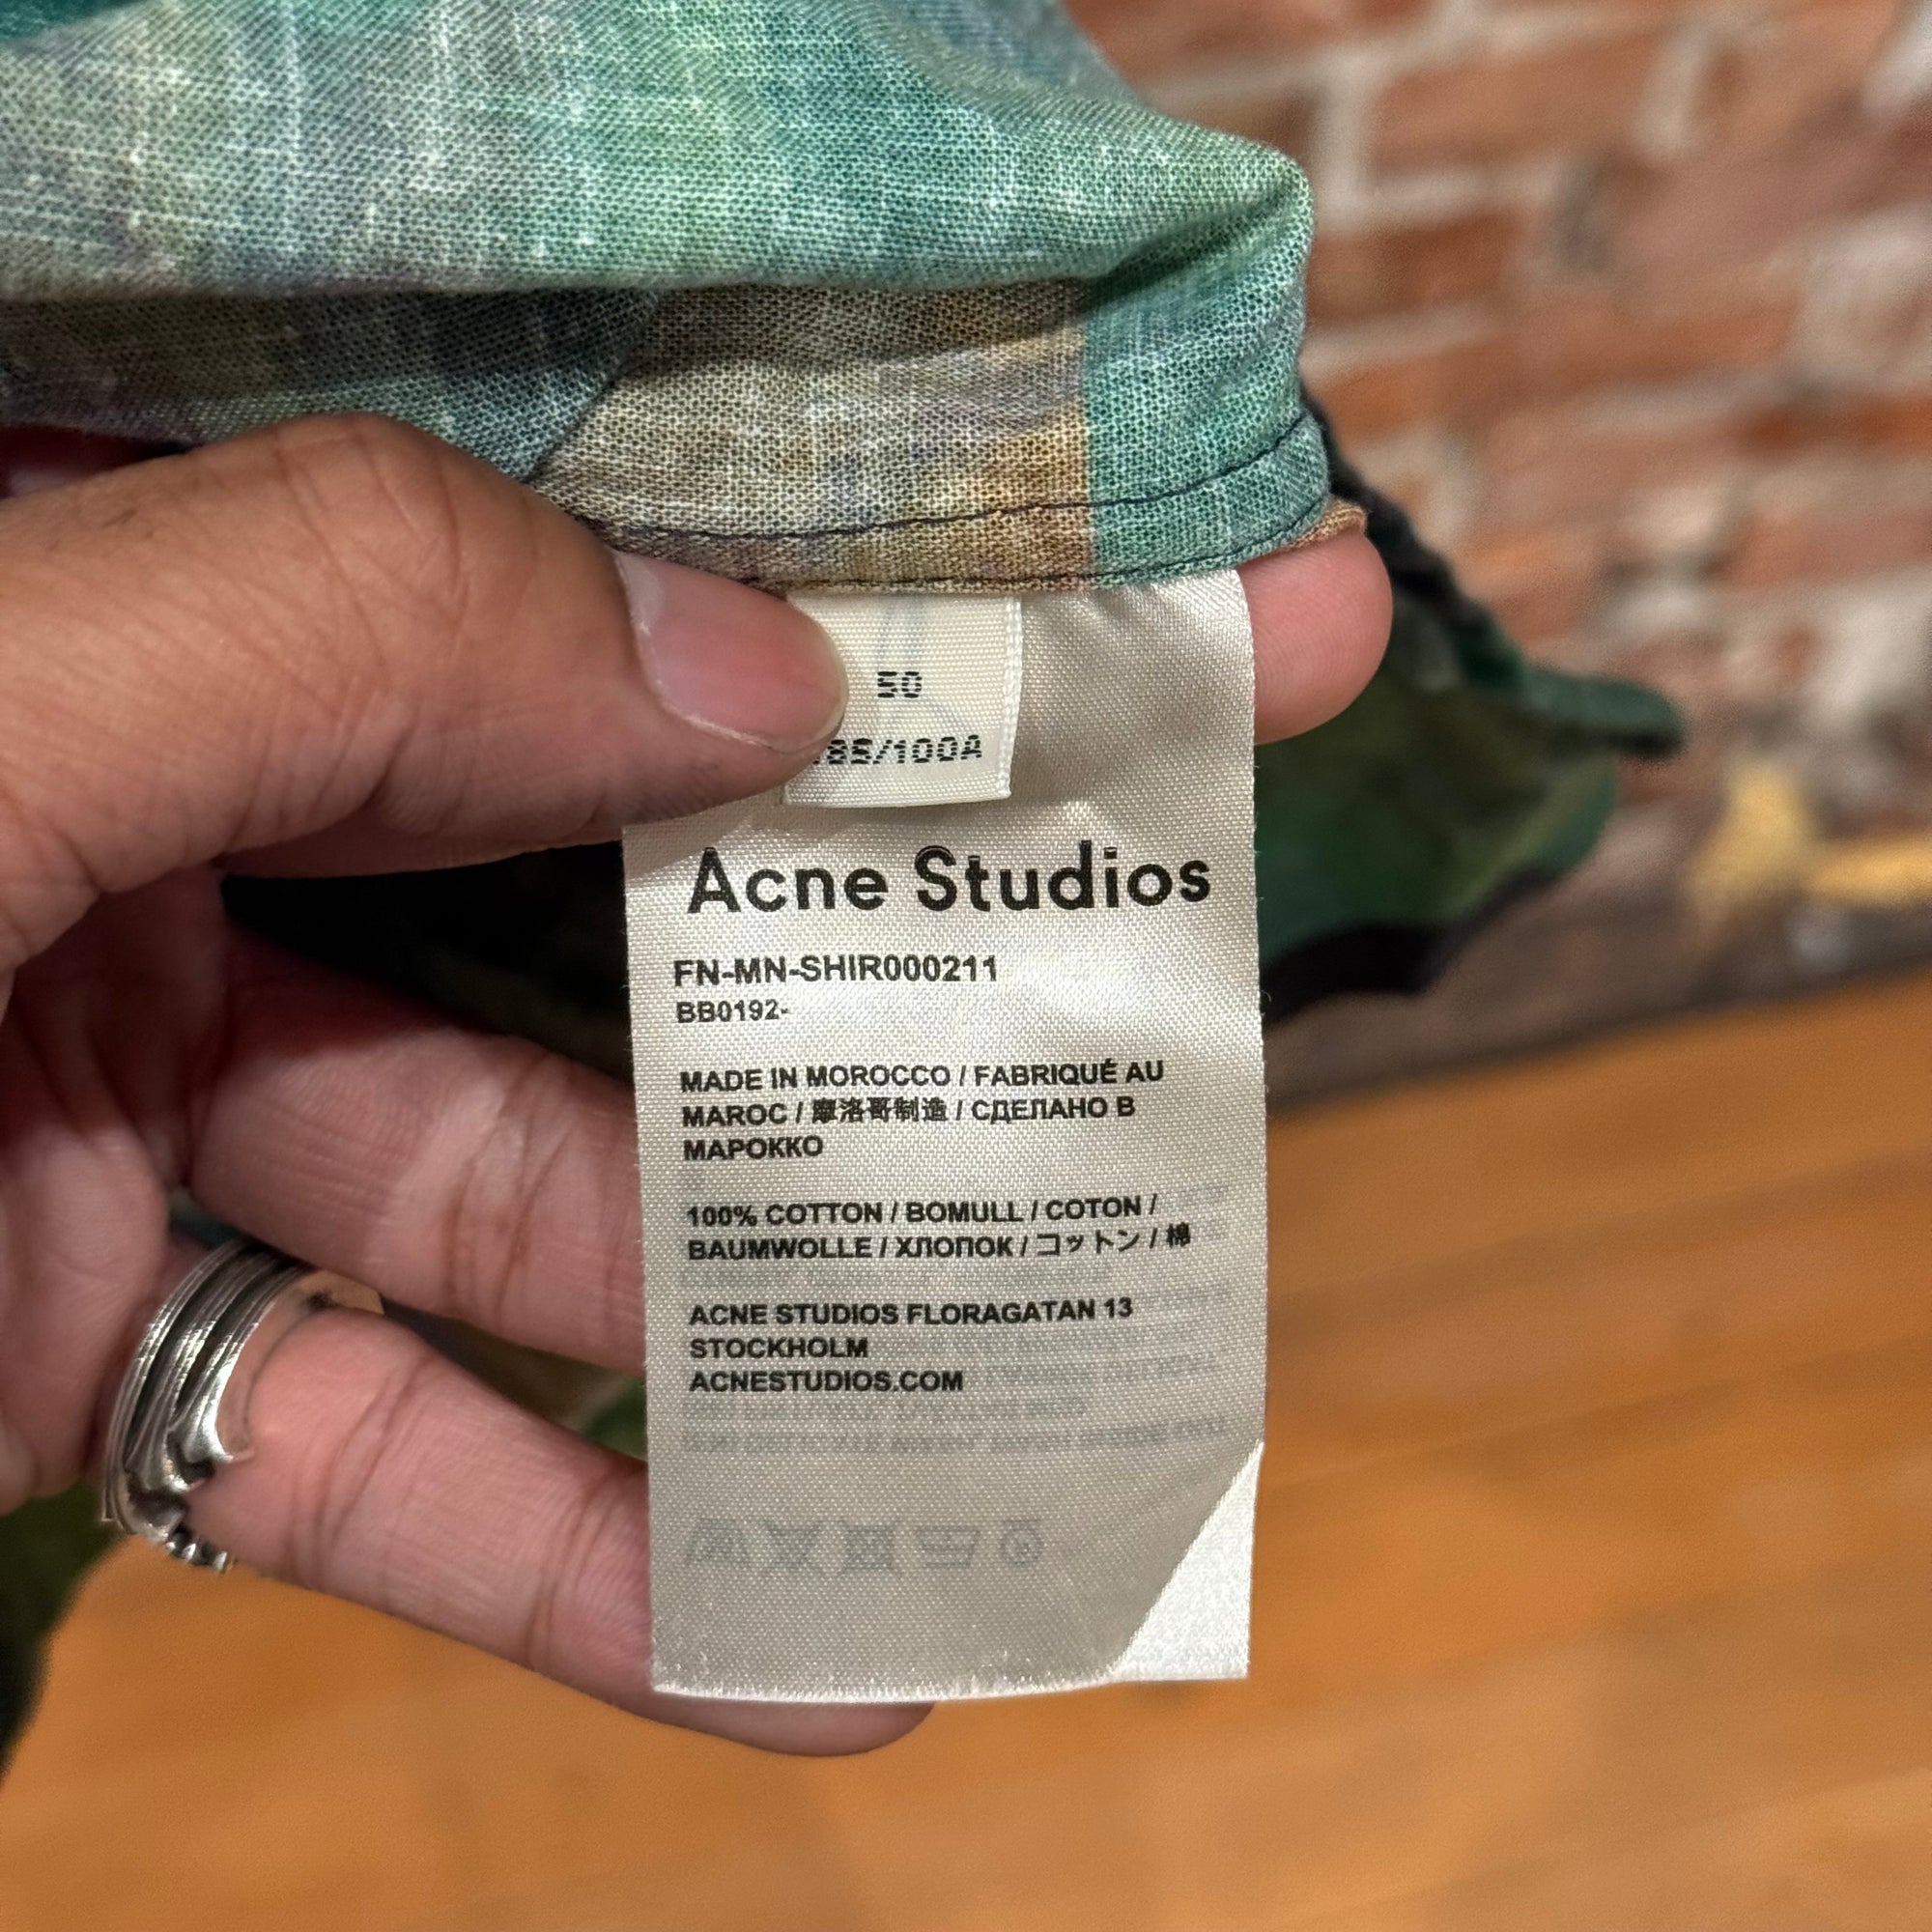 50
185/100A
Acne Studios
FN-MN-SHIR000211
BB0192-
MADE IN MOROCCO / FABRIQUÉ AU
MAROC / 摩洛哥制造 / СДЕЛАНО В
МАРОККО
100% COTTON / BOMULL / COTON /
BAUMWOLLE / ХЛОПОК / コットン / 棉
ACNE STUDIOS FLORAGATAN 13
STOCKHOLM
ACNESTUDIOS.COM